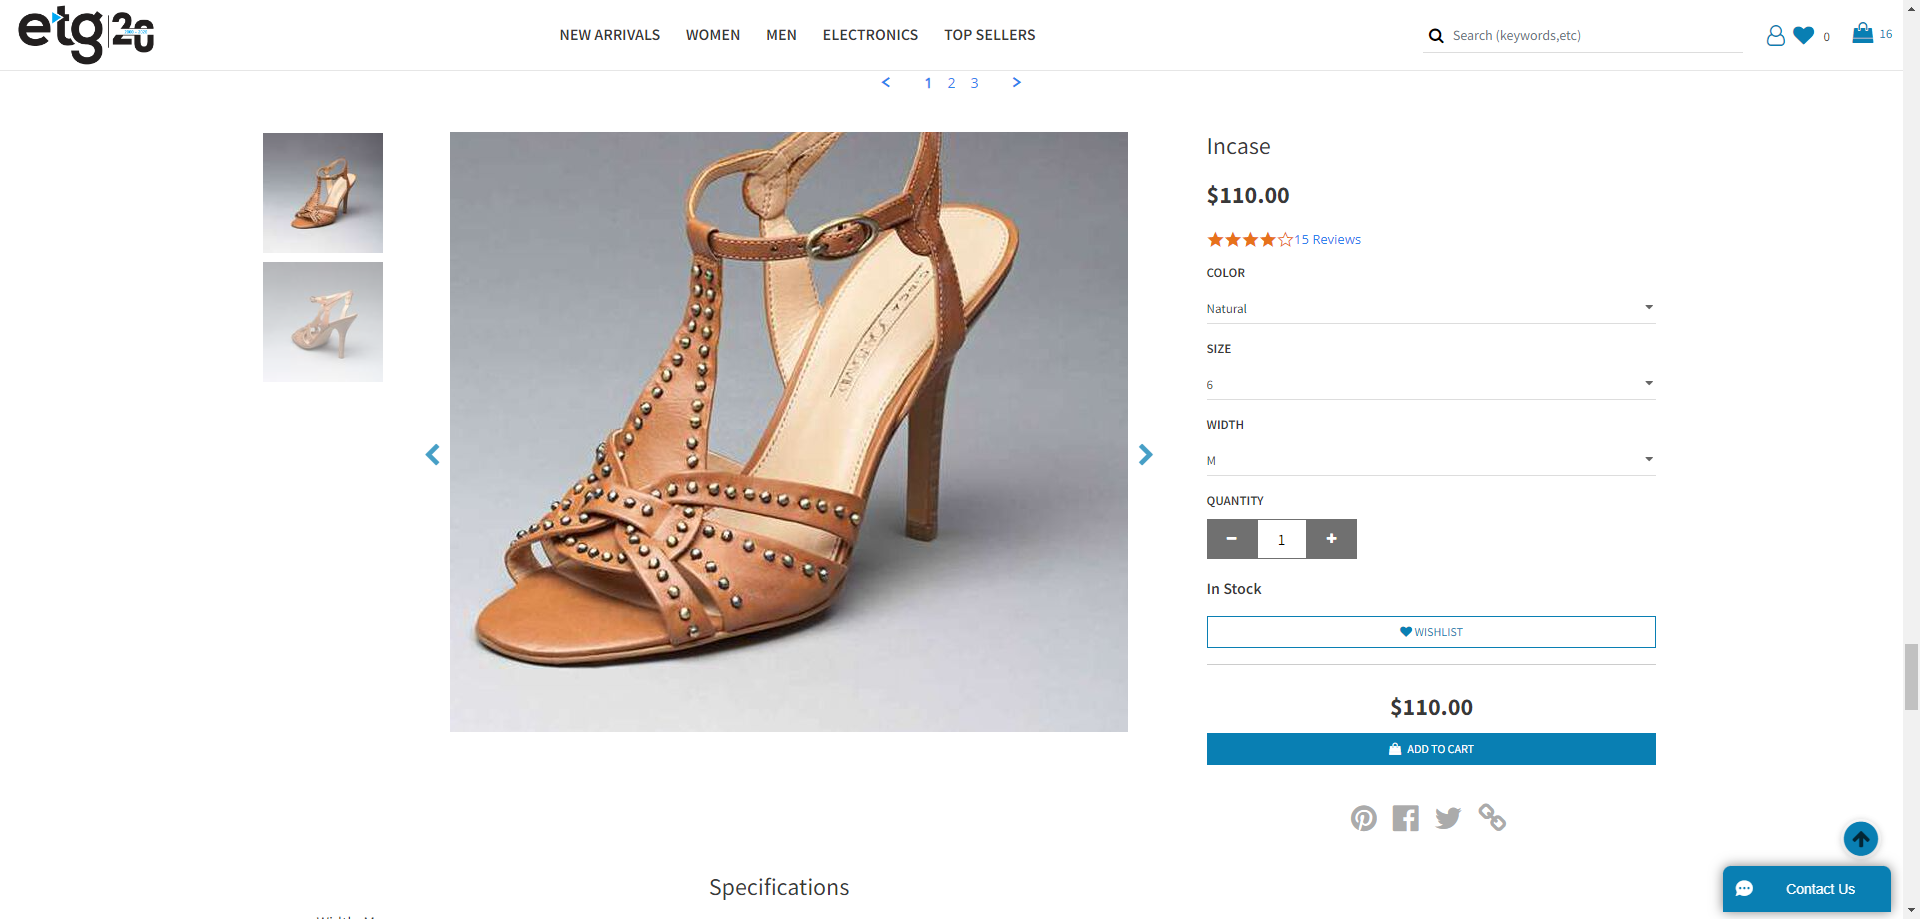 etg 20
NEW ARRIVALS WOMEN MEN ELECTRONICS TOP SELLERS
Search (keywords,etc)
0
16
< 1 2 3 >
Incase
$110.00
15 Reviews
COLOR
Natural
SIZE
6
WIDTH
M
QUANTITY
- 1 +
In Stock
WISHLIST
$110.00
ADD TO CART
Specifications
Contact Us